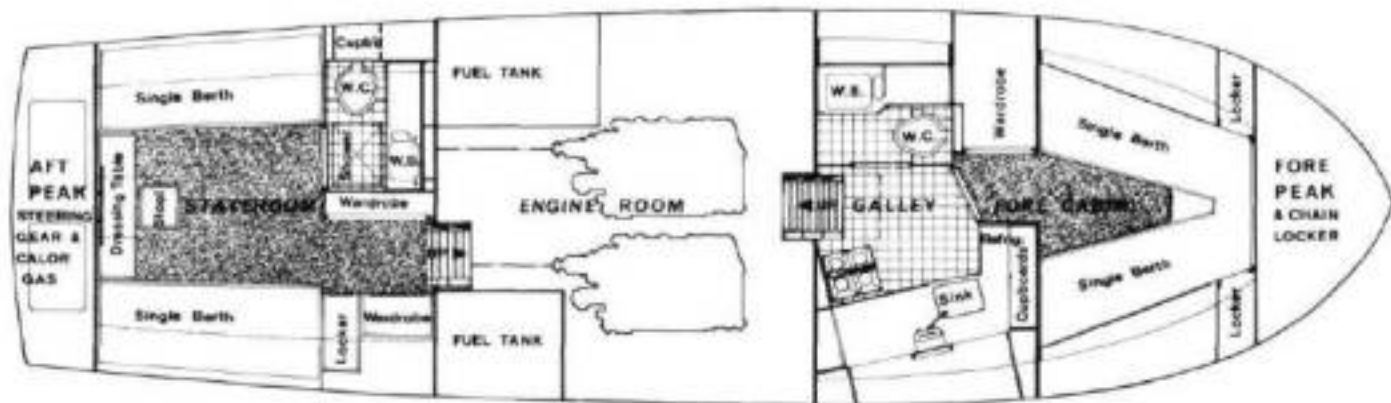 AFT
PEAK
STEERING
GEAR &
CALOR
GAS
Dressing Table
Stool
Single Berth
STATEROOM
Single Berth
Cupb'd
W.C.
Shower
W.B.
Wardrobe
Locker
Wardrobe
FUEL TANK
ENGINE ROOM
FUEL TANK
W.B.
W.C.
GALLEY
Sink
Refrig.
Cupboards
Wardrobe
FORE CABIN
Single Berth
Single Berth
Locker
Locker
FORE
PEAK
& CHAIN
LOCKER